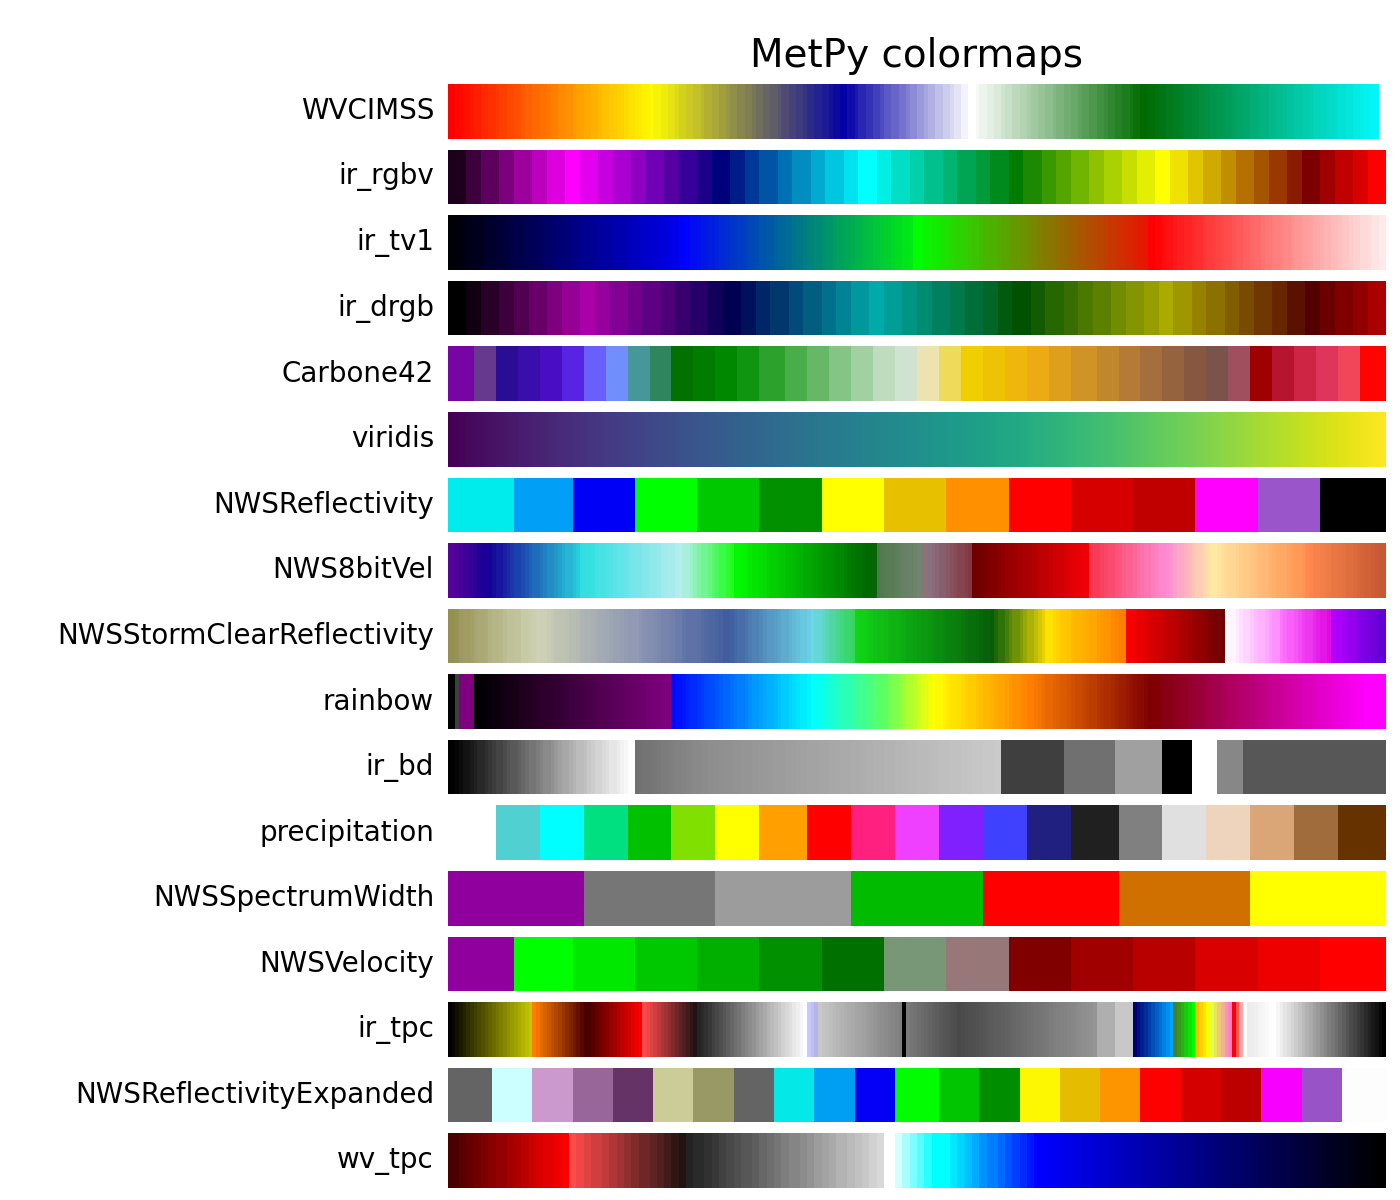 MetPy colormaps
WVCIMSS
ir_rgbv
ir_tv1
ir_drgb
Carbone42
viridis
NWSReflectivity
NWS8bitVel
NWSStormClearReflectivity
rainbow
ir_bd
precipitation
NWSSpectrumWidth
NWSVelocity
ir_tpc
NWSReflectivityExpanded
wv_tpc